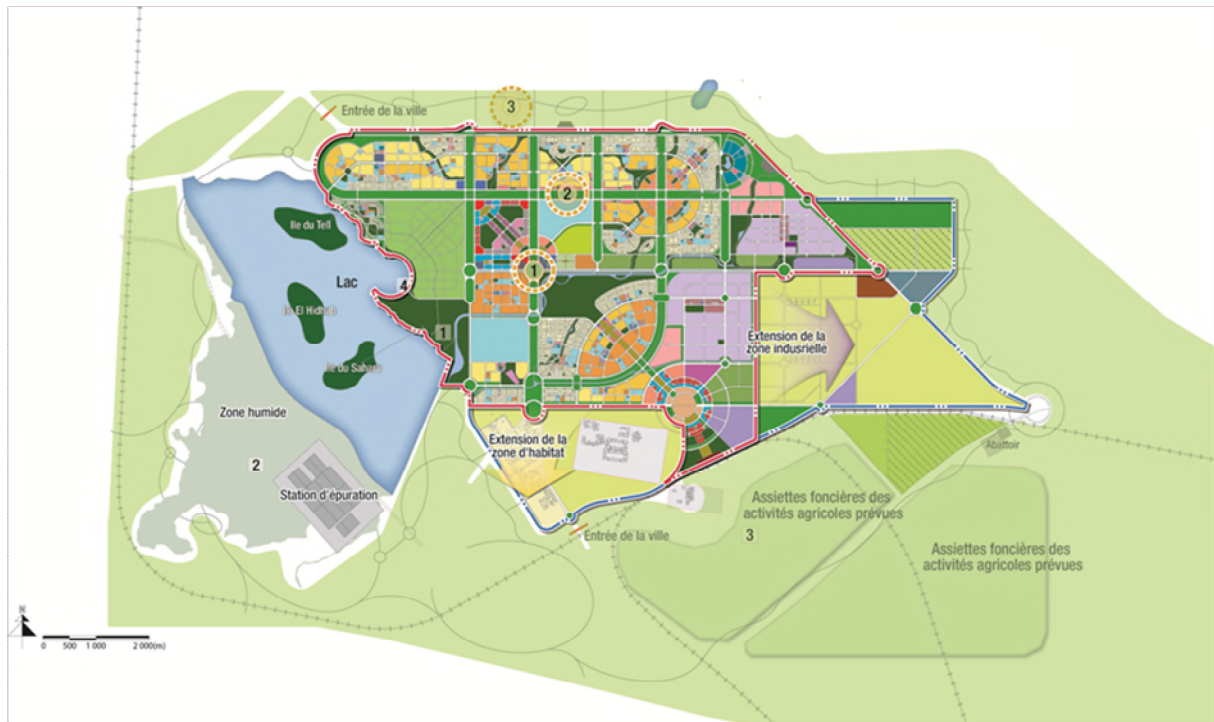 3
Entrée de la ville
2
Ile du Tell
Lac
4
1
Ile El Hidhab
1
Extension de la
zone indusrielle
Ile du Sahara
Zone humide
Extension de la
zone d'habitat
2
Station d'épuration
Abattoir
Assiettes foncières des
activités agricoles prévues
3
Entrée de la ville
Assiettes foncières des
activités agricoles prévues
N
0 500 1 000 2 000(m)